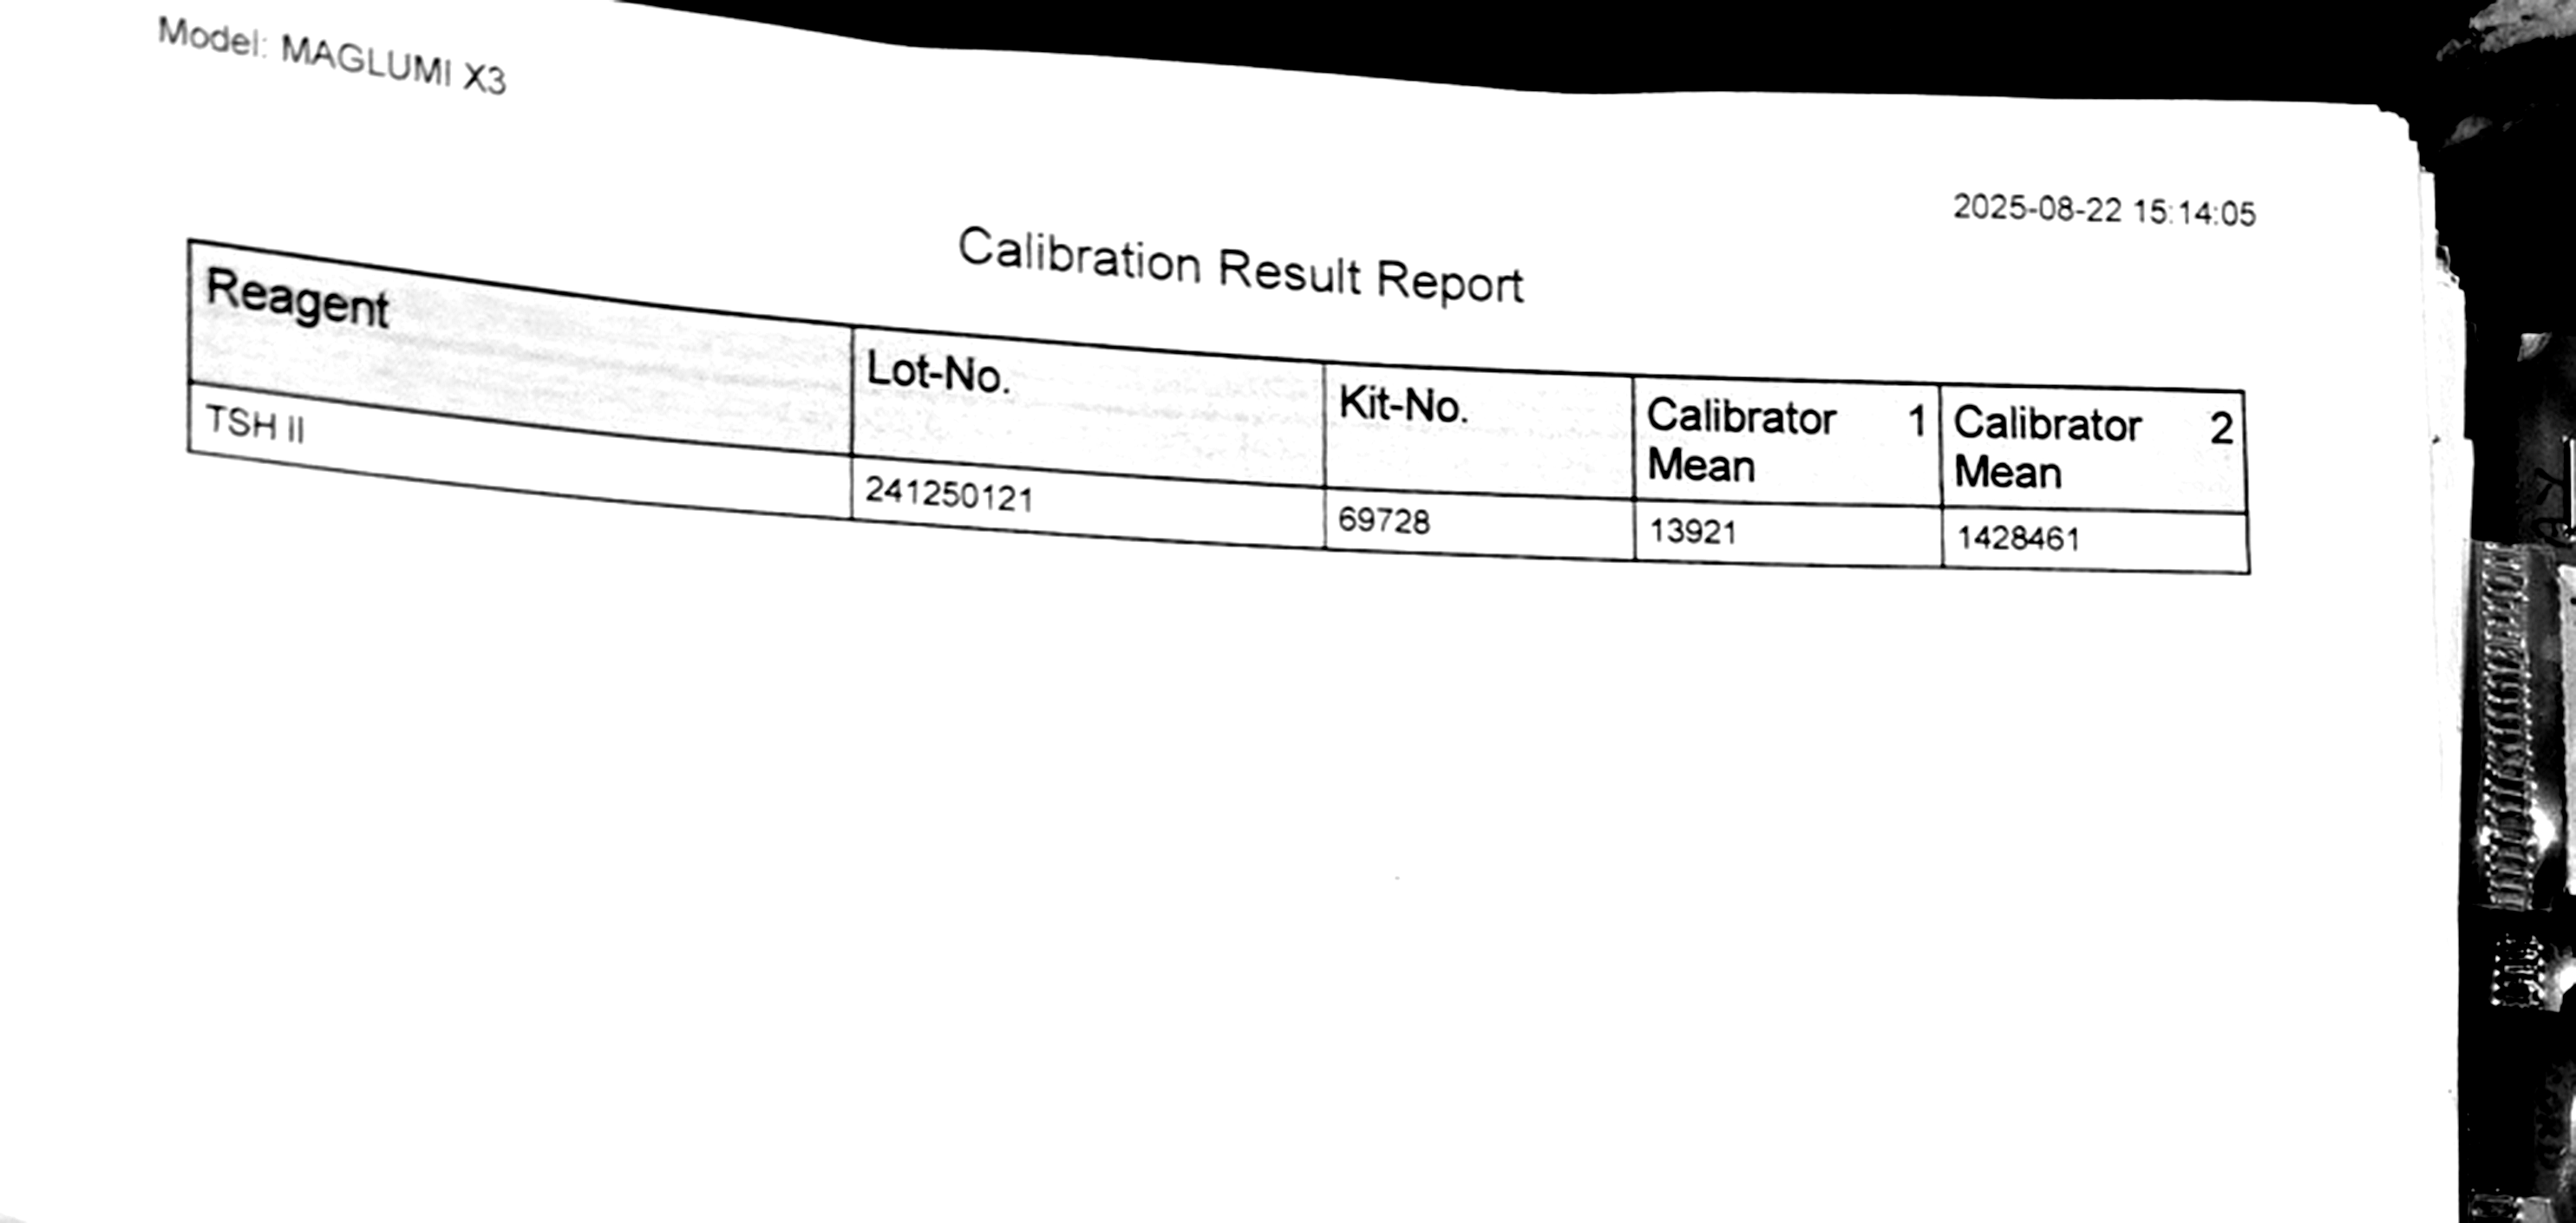 Model: MAGLUMI X3
2025-08-22 15:14:05
Calibration Result Report
Reagent Lot-No. Kit-No. Calibrator 1 Mean Calibrator 2 Mean
TSH II 241250121 69728 13921 1428461